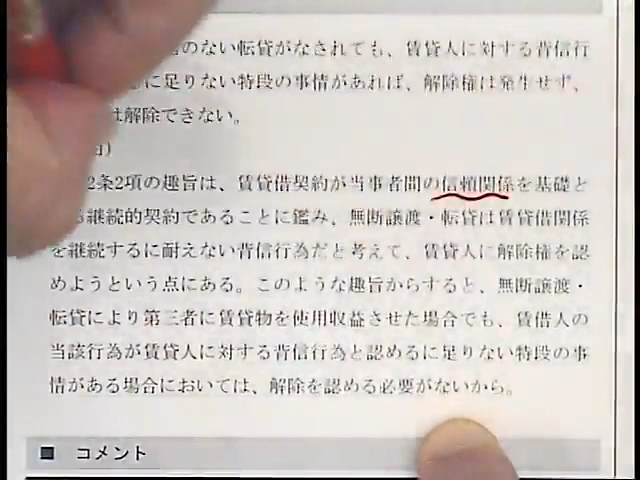 のない転貸がなされても、賃貸人に対する背信行
に足りない特段の事情があれば、解除権は発生せず、
は解除できない。
由)
2条2項の趣旨は、賃貸借契約が当事者間の信頼関係を基礎と
継続的契約であることに鑑み、無断譲渡・転貸は賃貸借関係
を継続するに耐えない背信行為だと考えて、賃貸人に解除権を認
めようという点にある。このような趣旨からすると、無断譲渡・
転貸により第三者に賃貸物を使用収益させた場合でも、賃借人の
当該行為が賃貸人に対する背信行為と認めるに足りない特段の事
情がある場合においては、解除を認める必要がないから。
■ コメント